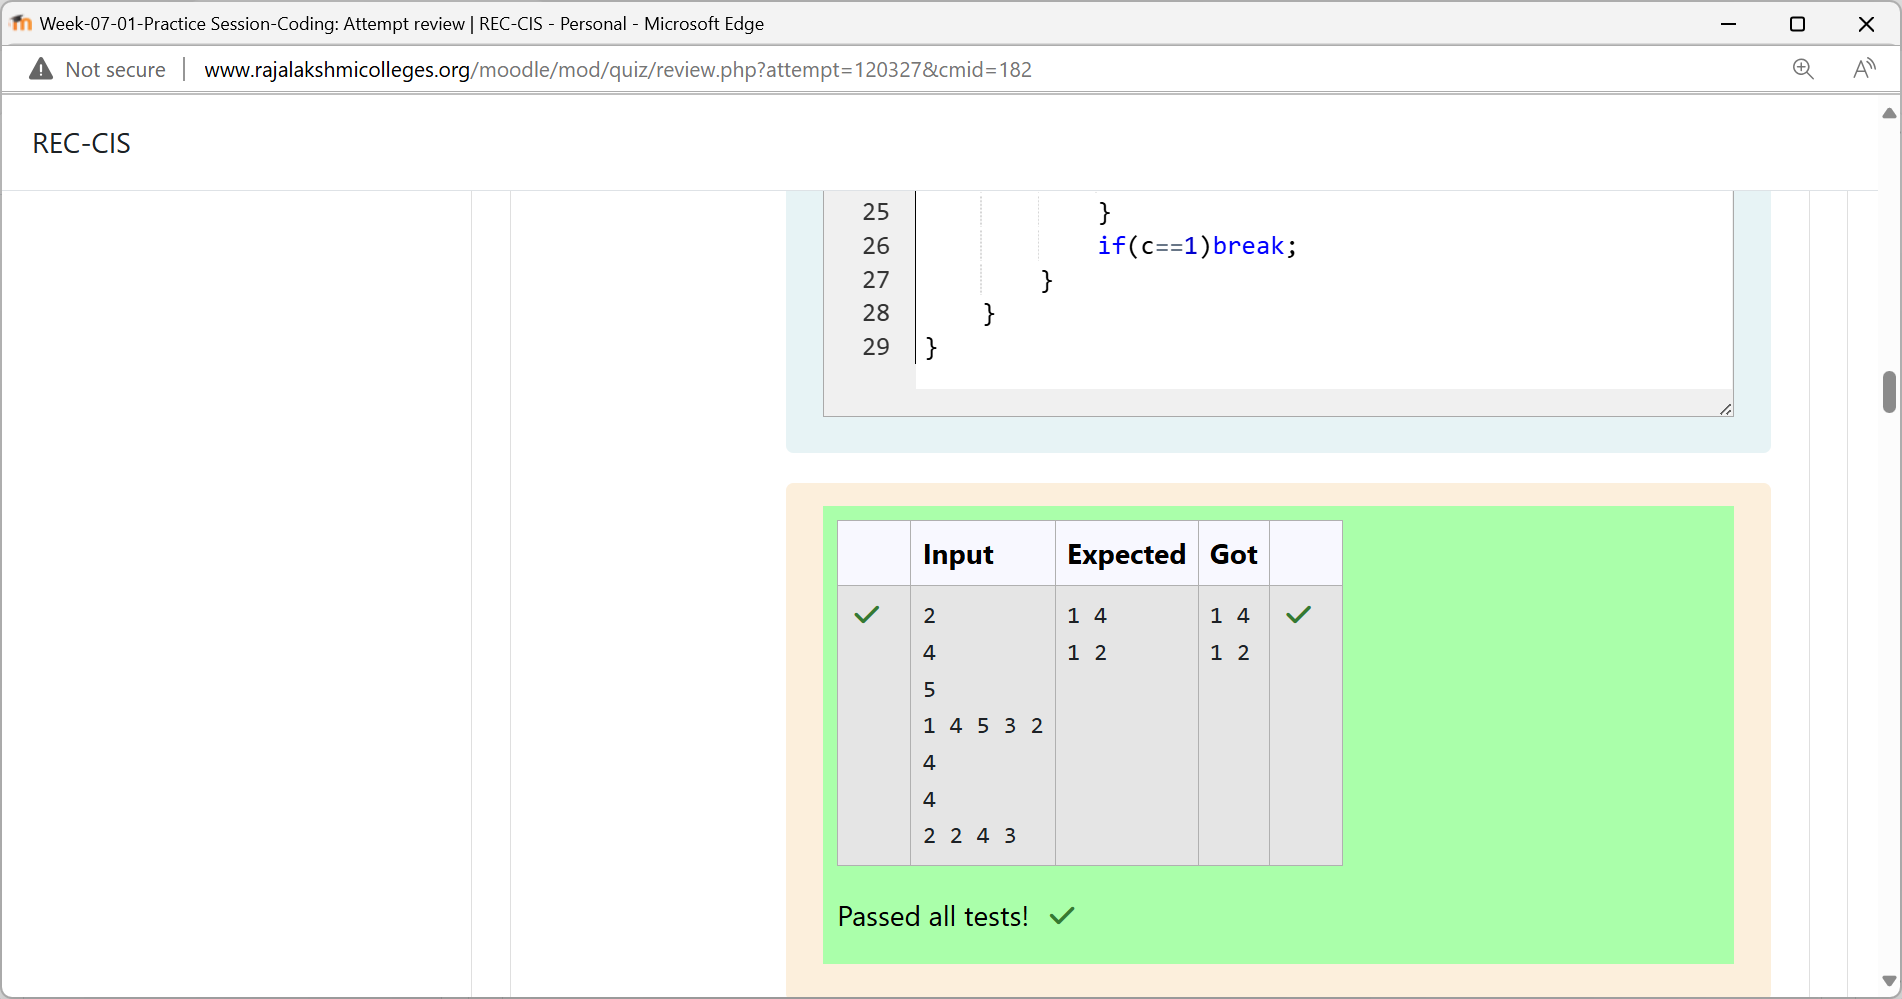 Week-07-01-Practice Session-Coding: Attempt review | REC-CIS - Personal - Microsoft Edge
Not secure | www.rajalakshmicolleges.org/moodle/mod/quiz/review.php?attempt=120327&cmid=182
REC-CIS
25 }
26 if(c==1)break;
27 }
28 }
29 }
Input Expected Got
2 1 4 1 4
4 1 2 1 2
5
1 4 5 3 2
4
4
2 2 4 3
Passed all tests!